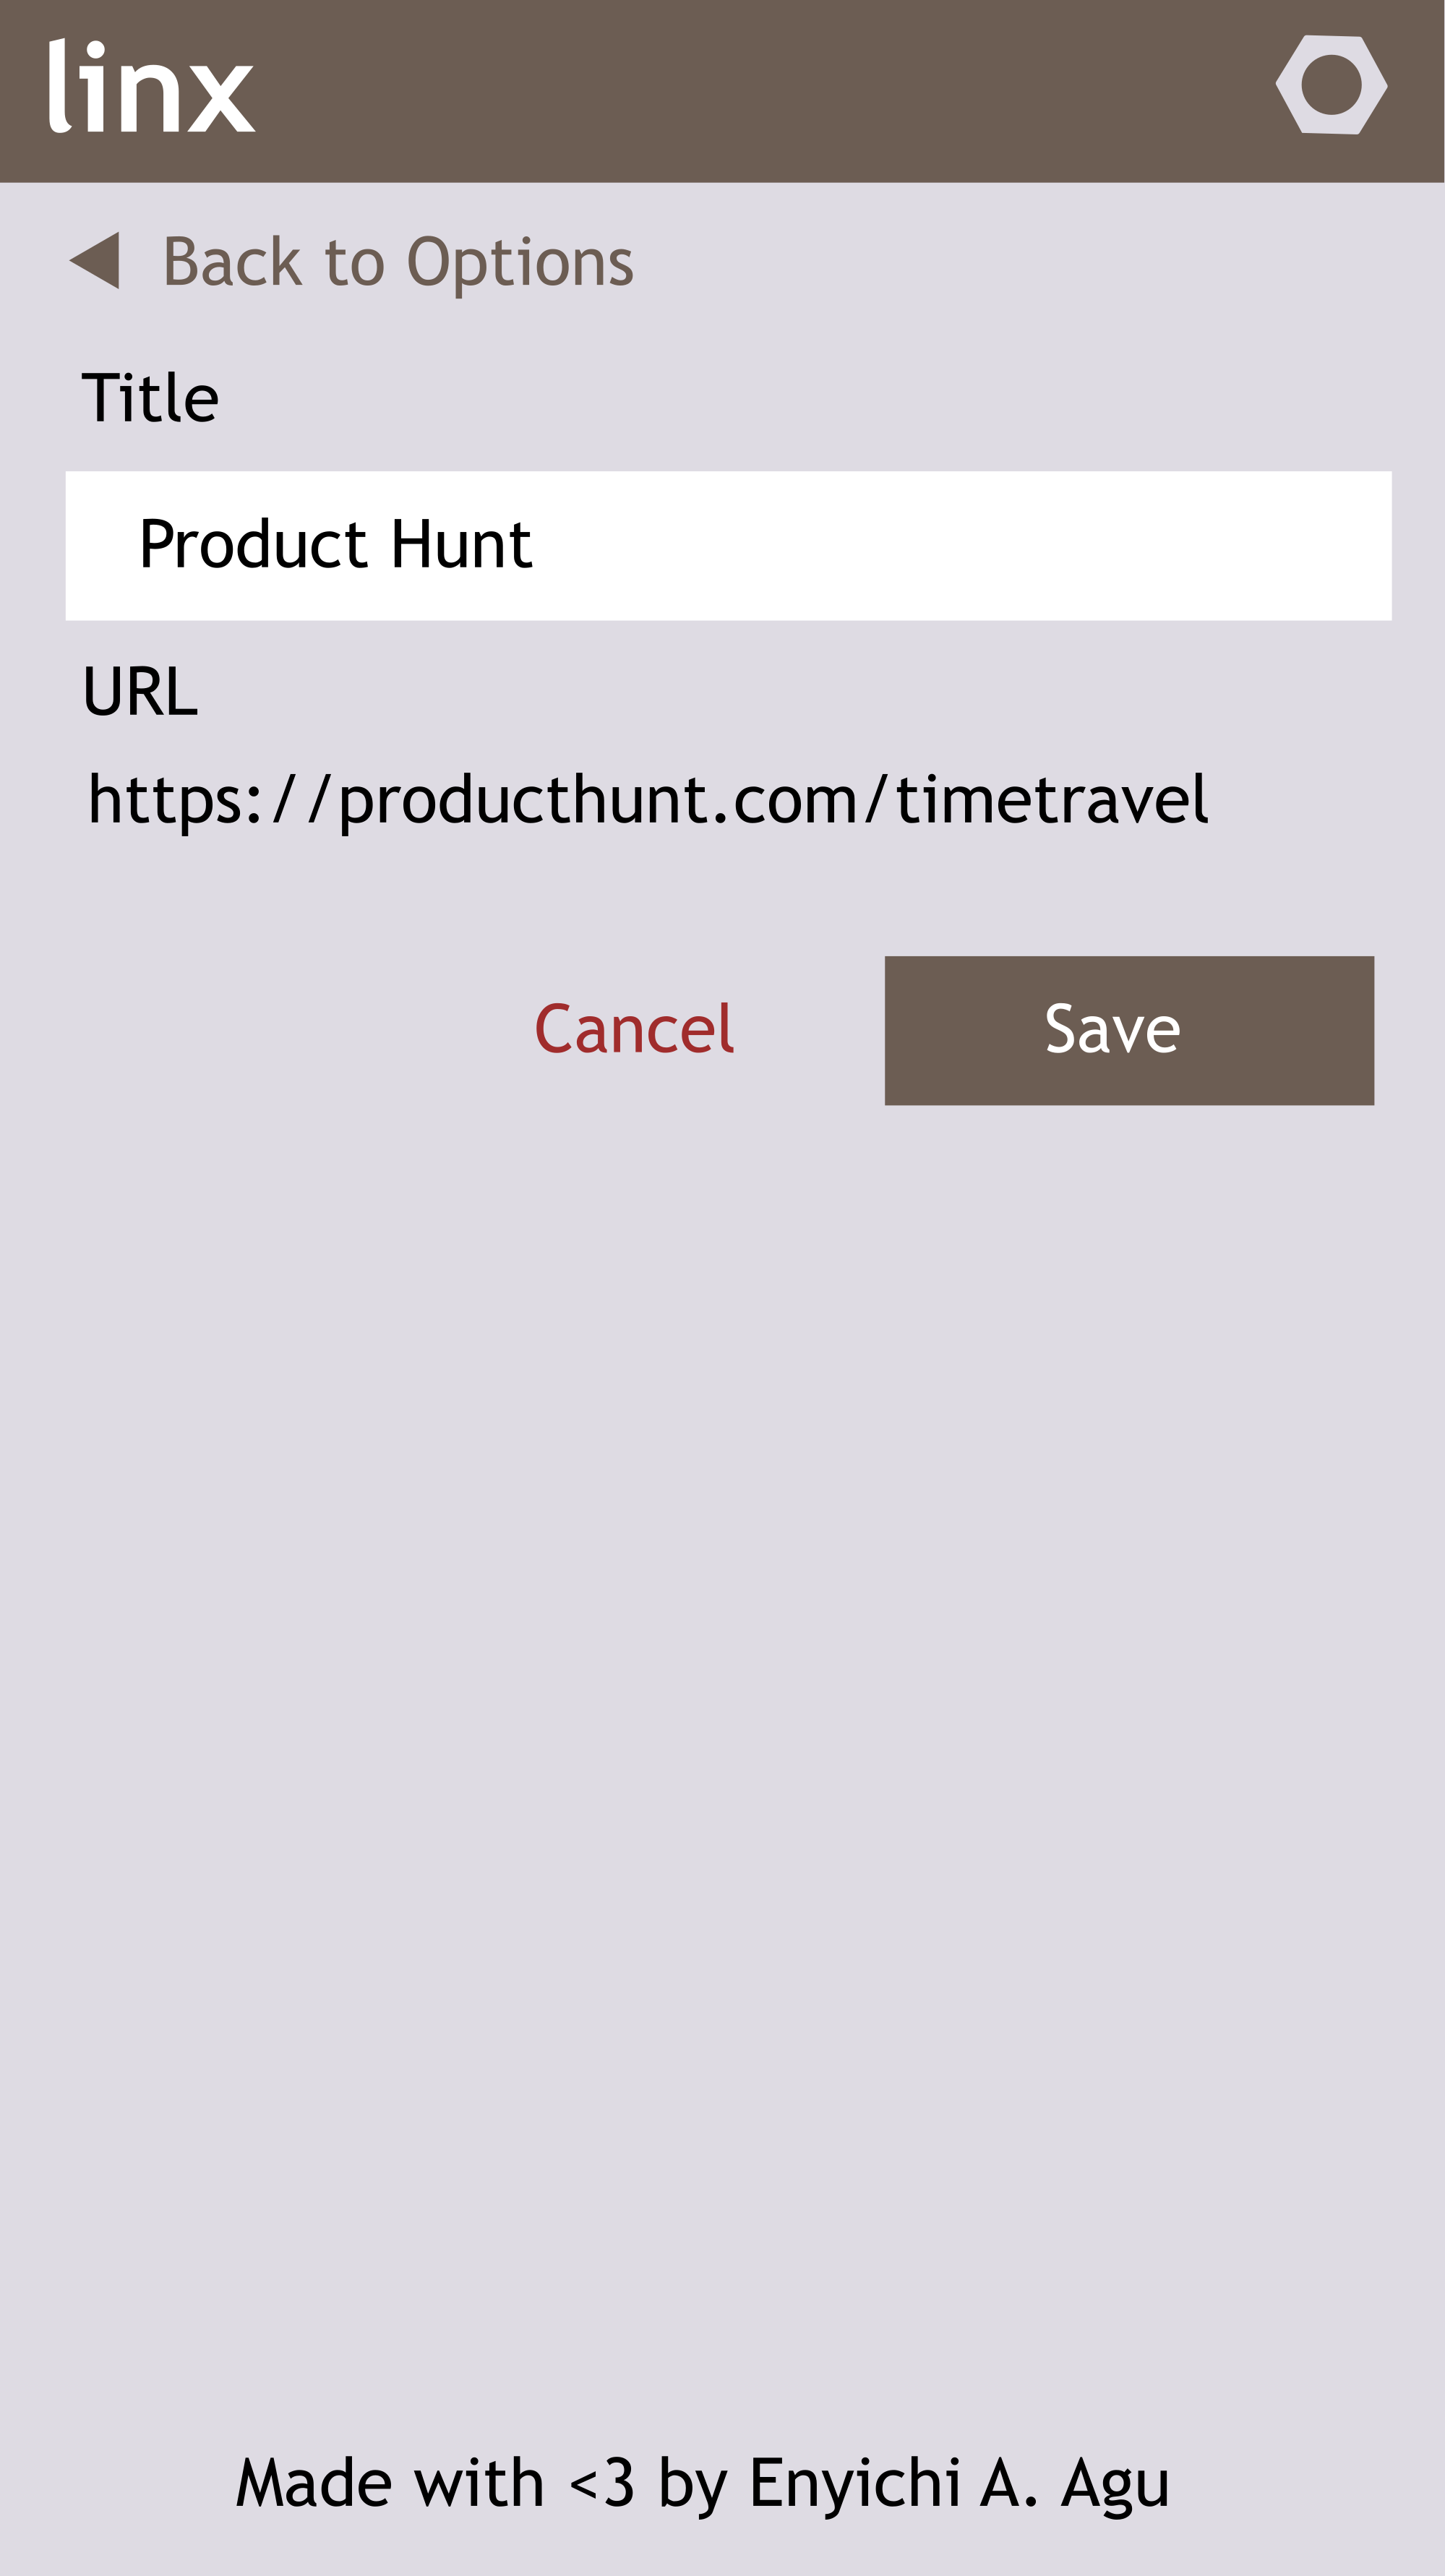 linx
Back to Options
Title
Product Hunt
URL
https://producthunt.com/timetravel
Cancel Save
Made with <3 by Enyichi A. Agu